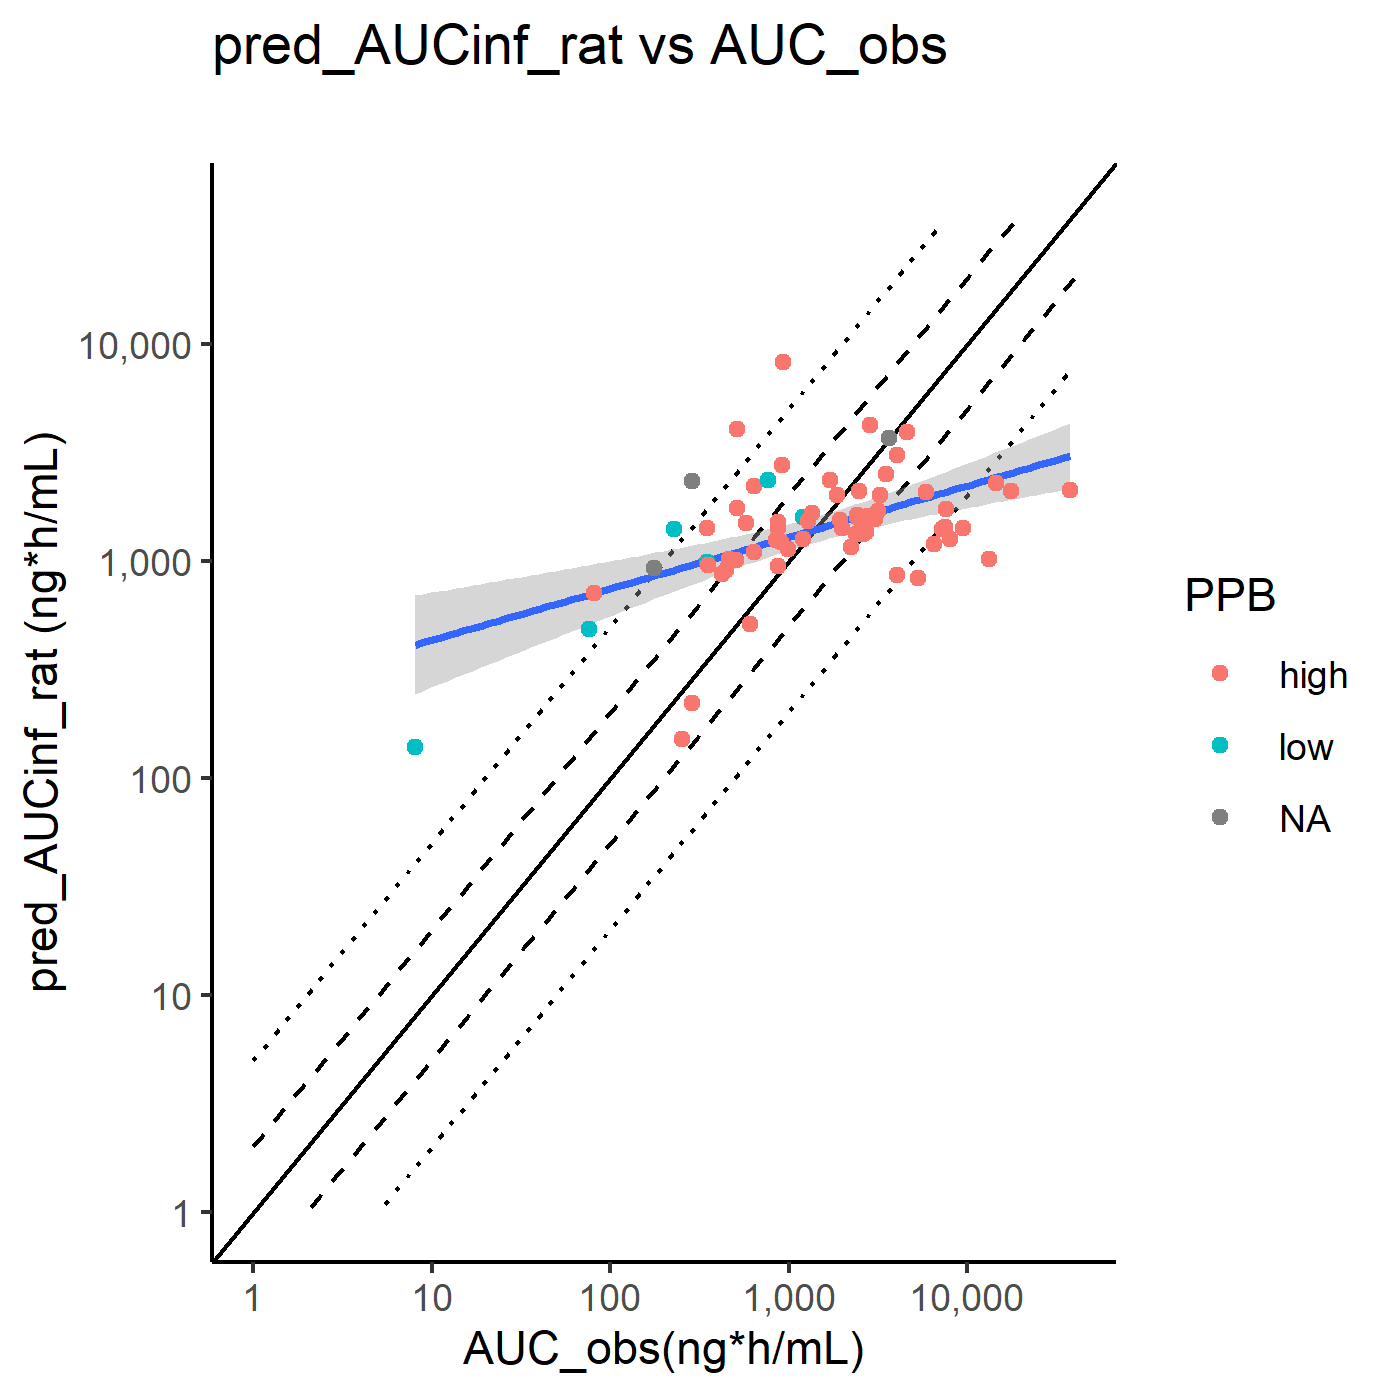 pred_AUCinf_rat vs AUC_obs
pred_AUCinf_rat (ng*h/mL)
10,000
1,000
100
10
1
1
10
100
1,000
10,000
AUC_obs(ng*h/mL)
PPB
high
low
NA